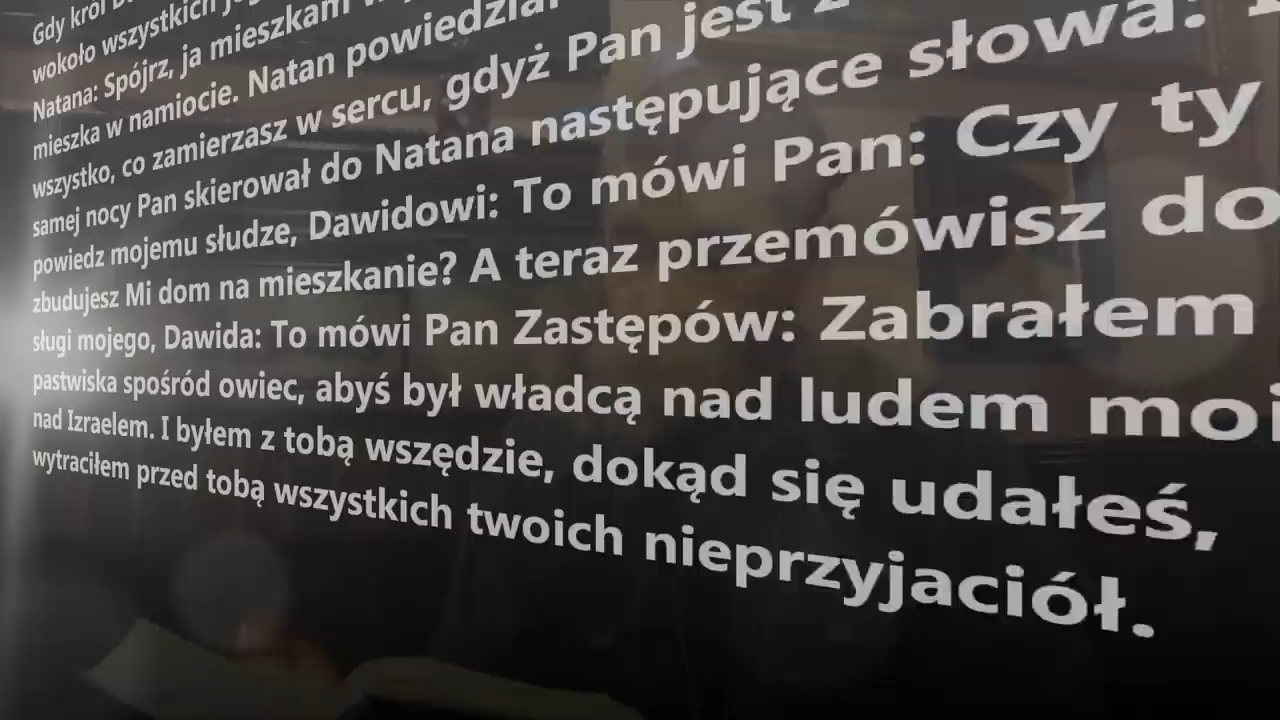 Gdy król
wokoło wszystkich
Natana: Spójrz, ja mieszkam w
mieszka w namiocie. Natan powiedział
wszystko, co zamierzasz w sercu, gdyż Pan jest z
samej nocy Pan skierował do Natana następujące słowa:
powiedz mojemu słudze, Dawidowi: To mówi Pan: Czy ty
zbudujesz Mi dom na mieszkanie? A teraz przemówisz do
sługi mojego, Dawida: To mówi Pan Zastępów: Zabrałem
pastwiska spośród owiec, abyś był władcą nad ludem moi
nad Izraelem. I byłem z tobą wszędzie, dokąd się udałeś,
wytraciłem przed tobą wszystkich twoich nieprzyjaciół.